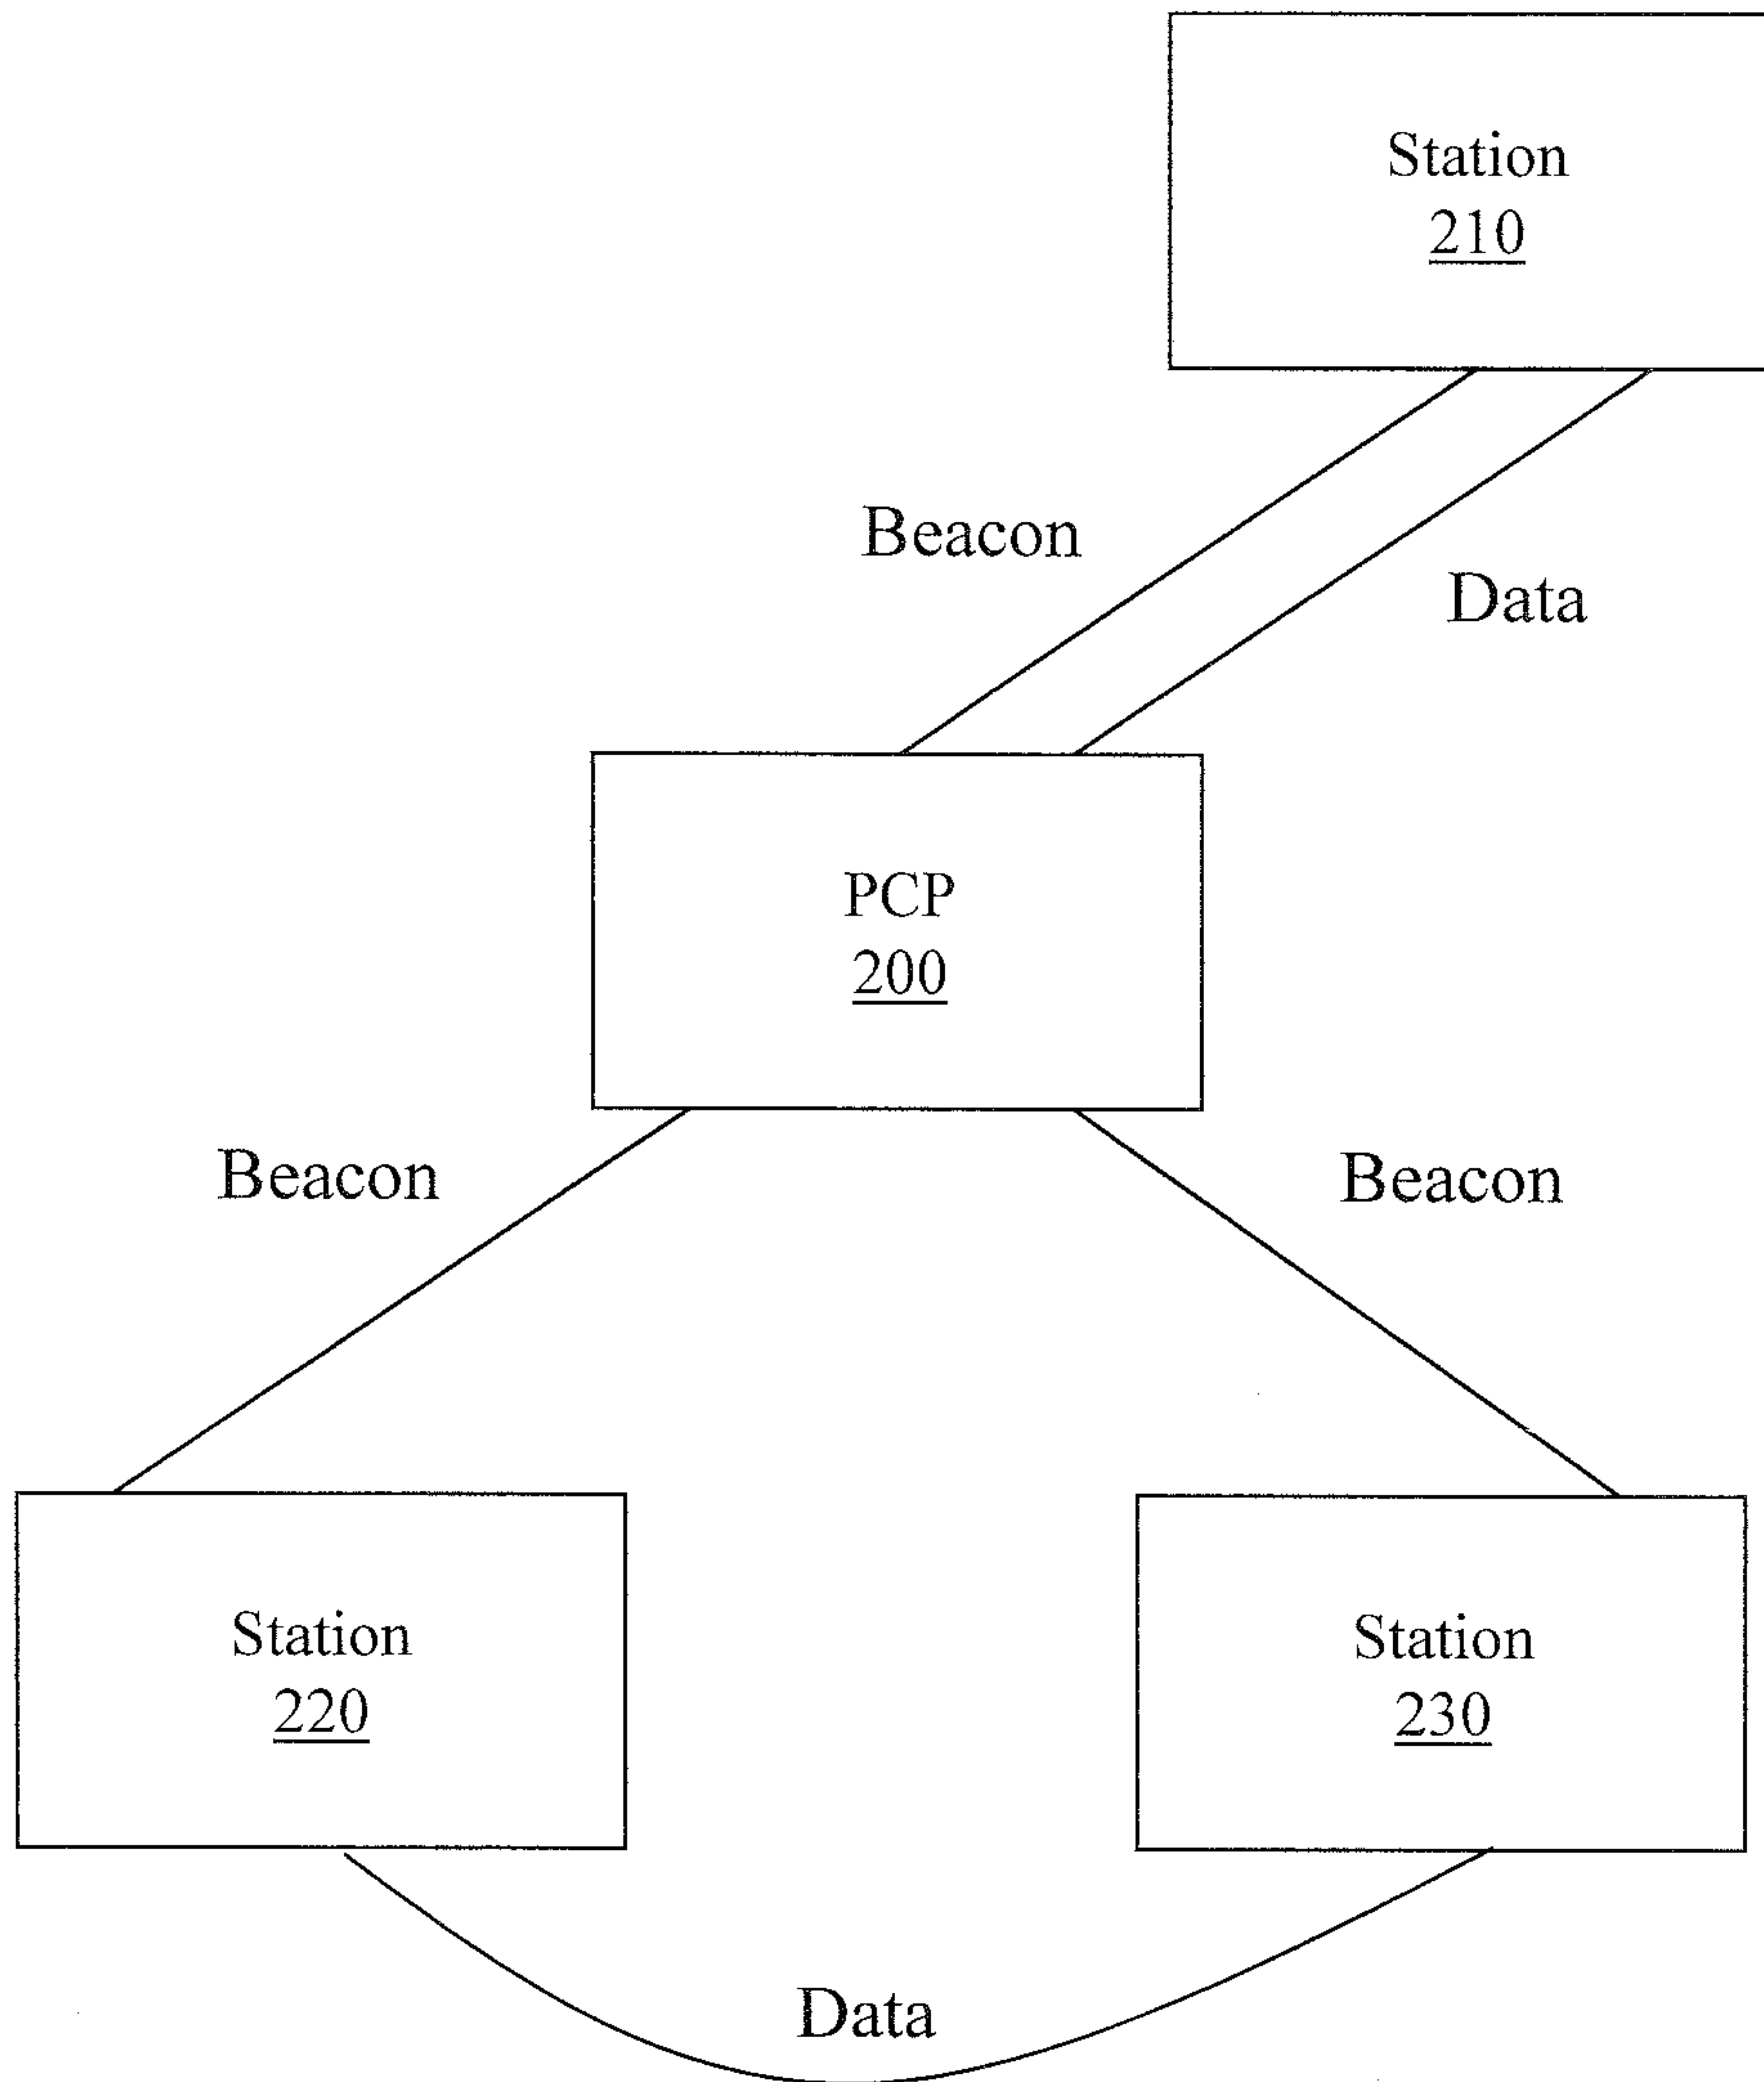 Station
210
Beacon
Data
PCP
200
Beacon
Beacon
Station
220
Station
230
Data